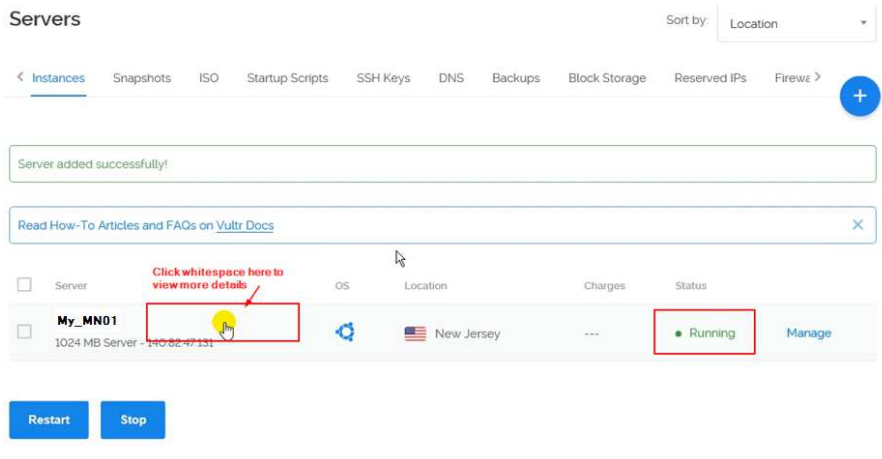 Servers
Sort by: Location
Instances Snapshots ISO Startup Scripts SSH Keys DNS Backups Block Storage Reserved IPs Firewa
+
Server added successfully!
Read How-To Articles and FAQs on Vultr Docs
Click whitespace here to
view more details
Server OS Location Charges Status
My_MN01
1024 MB Server - 140.82.47.131
New Jersey --- Running Manage
Restart Stop